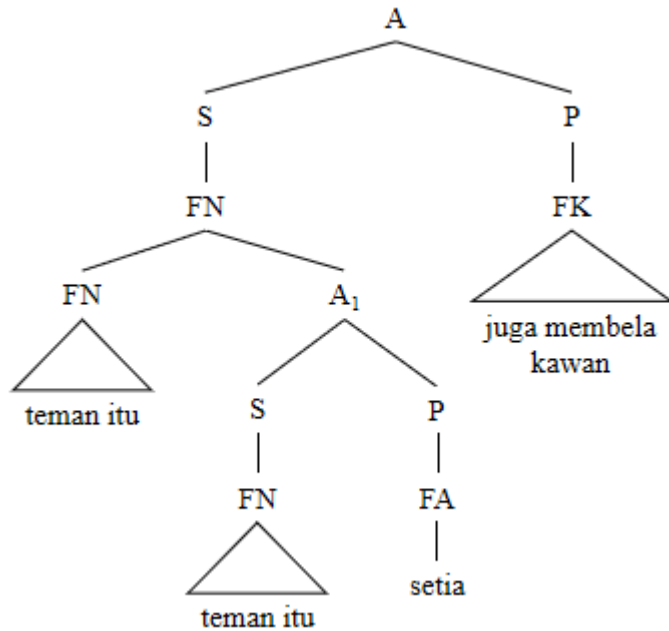 A
S P
FN FK
FN A₁
juga membela
kawan
teman itu
S P
FN FA
setia
teman itu